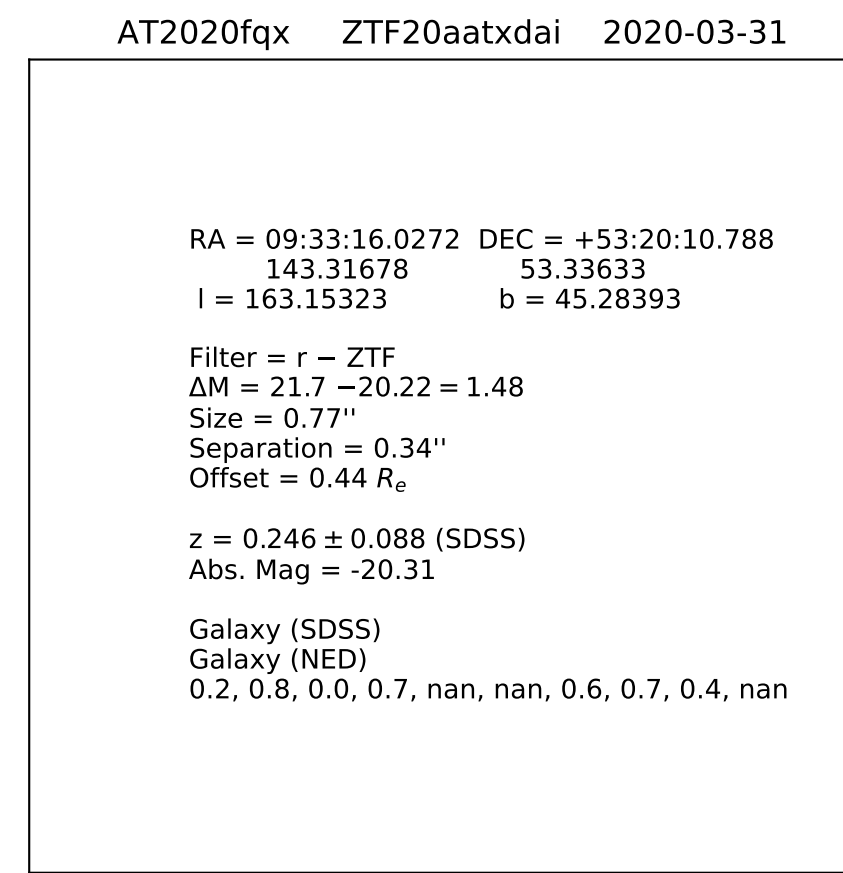 AT2020fqx ZTF20aatxdai 2020-03-31
RA = 09:33:16.0272 DEC = +53:20:10.788
143.31678 53.33633
l = 163.15323 b = 45.28393
Filter = r − ZTF
ΔM = 21.7 −20.22 = 1.48
Size = 0.77''
Separation = 0.34''
Offset = 0.44 Re
z = 0.246 ± 0.088 (SDSS)
Abs. Mag = -20.31
Galaxy (SDSS)
Galaxy (NED)
0.2, 0.8, 0.0, 0.7, nan, nan, 0.6, 0.7, 0.4, nan